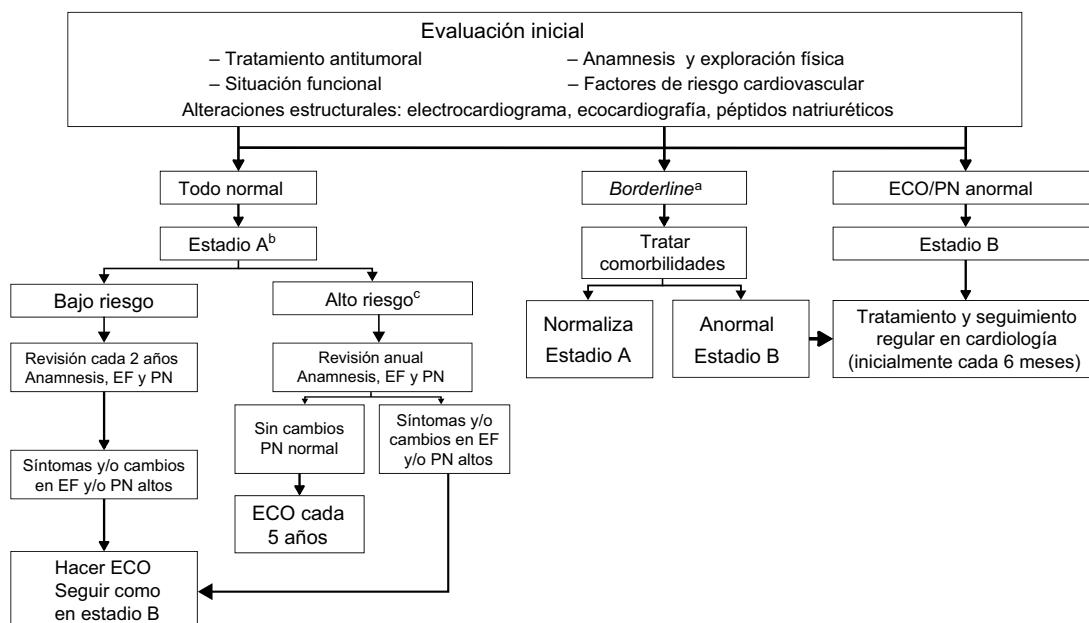 Evaluación inicial
– Tratamiento antitumoral
– Anamnesis y exploración física
– Situación funcional
– Factores de riesgo cardiovascular
Alteraciones estructurales: electrocardiograma, ecocardiografía, péptidos natriuréticos
Todo normal
Borderlineᵃ
ECO/PN anormal
Estadio Aᵇ
Tratar
comorbilidades
Estadio B
Bajo riesgo
Alto riesgoᶜ
Normaliza
Estadio A
Anormal
Estadio B
Tratamiento y seguimiento
regular en cardiología
(inicialmente cada 6 meses)
Revisión cada 2 años
Anamnesis, EF y PN
Revisión anual
Anamnesis, EF y PN
Sin cambios
PN normal
Síntomas y/o
cambios en EF
y/o PN altos
Síntomas y/o cambios
en EF y/o PN altos
ECO cada
5 años
Hacer ECO
Seguir como
en estadio B